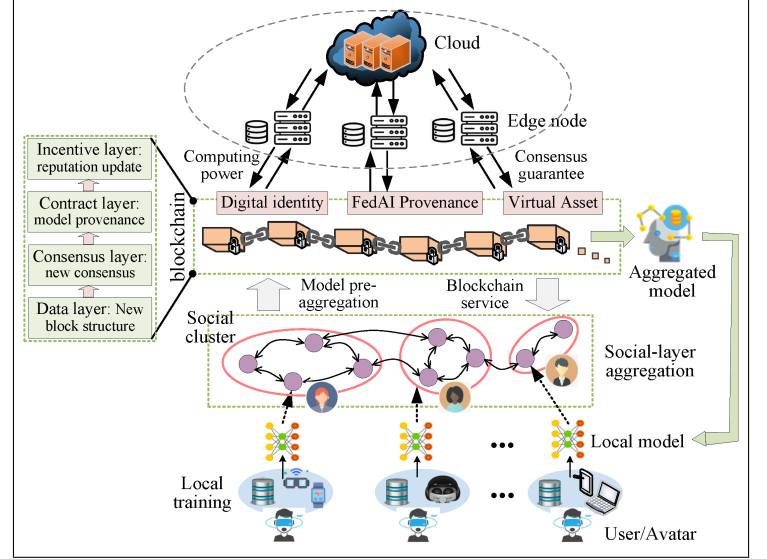 Cloud
Edge node
Computing
power
Consensus
guarantee
Incentive layer:
reputation update
Contract layer:
model provenance
Consensus layer:
new consensus
Data layer: New
block structure
blockchain
Digital identity
FedAI Provenance
Virtual Asset
Aggregated
model
Model pre-
aggregation
Blockchain
service
Social
cluster
Social-layer
aggregation
Local model
...
Local
training
...
User/Avatar